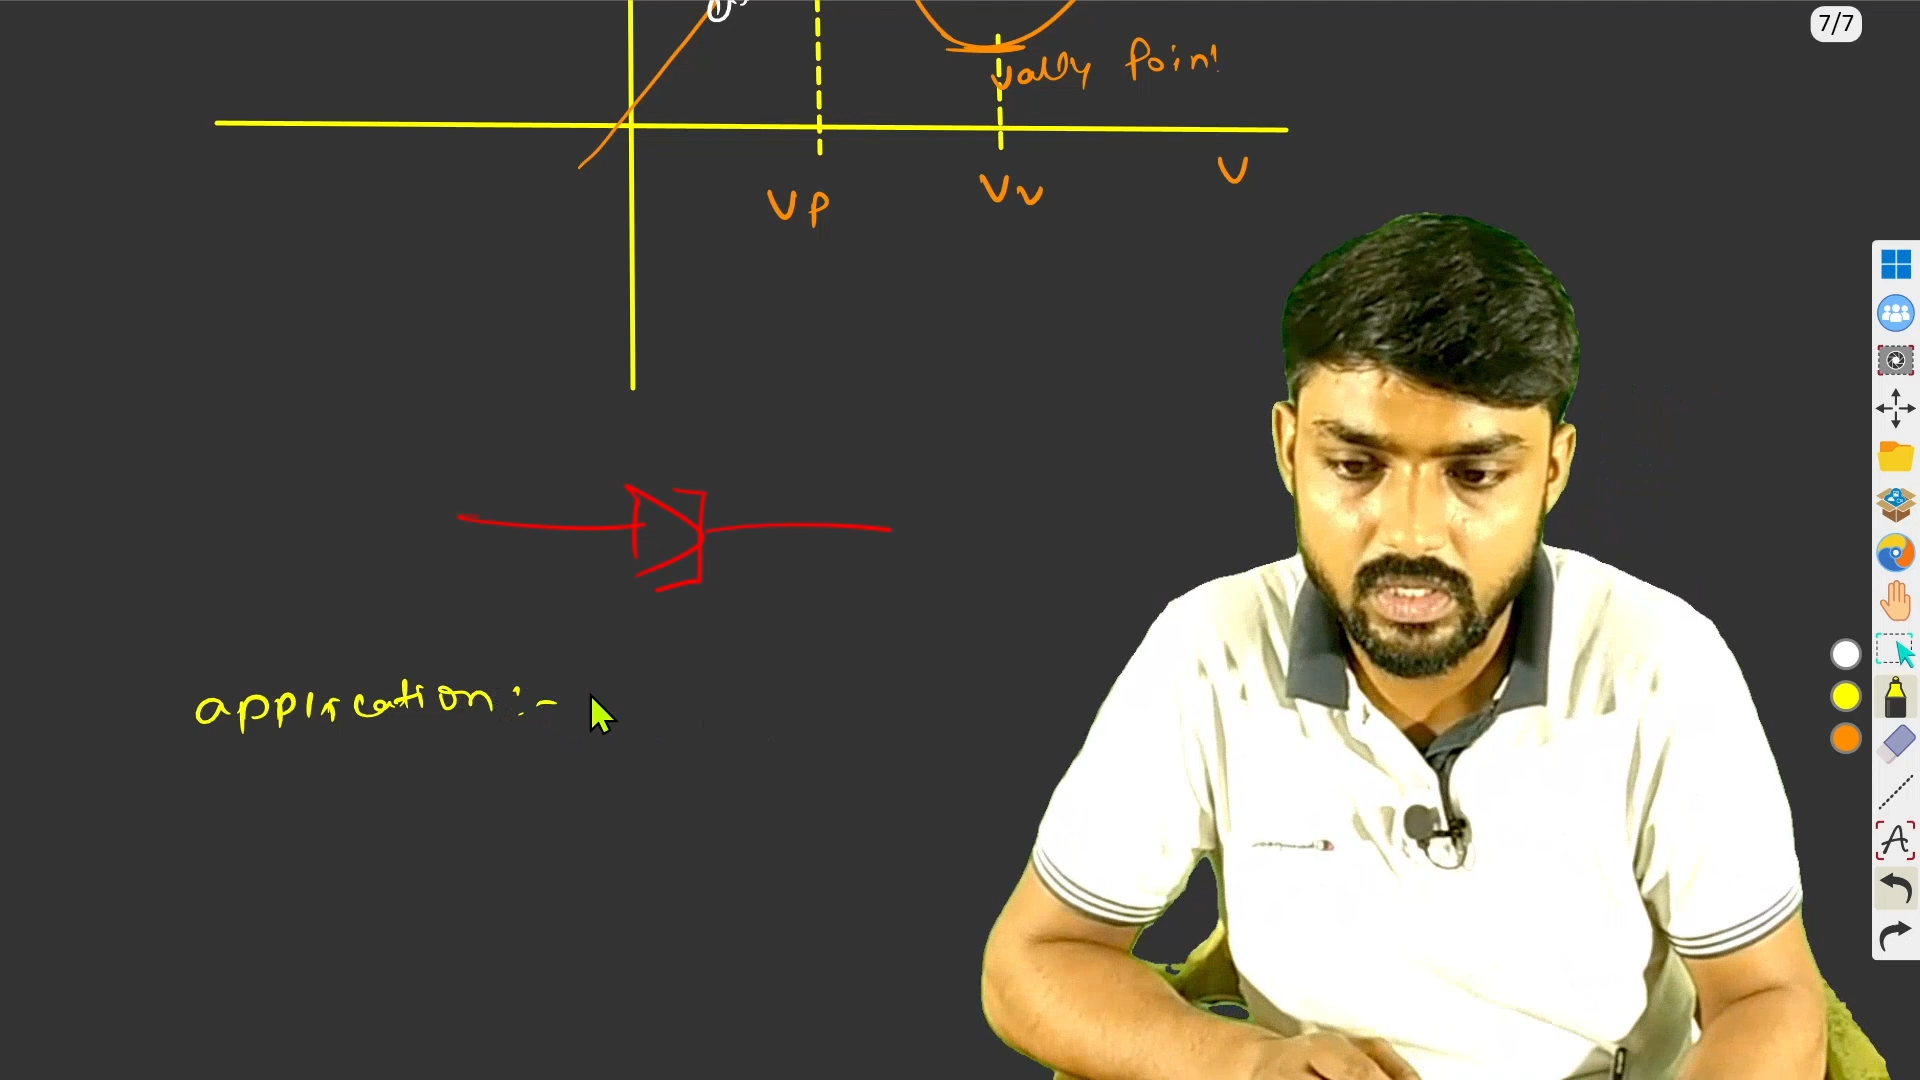 7/7
vally Point
VP
Vv
V
application :-